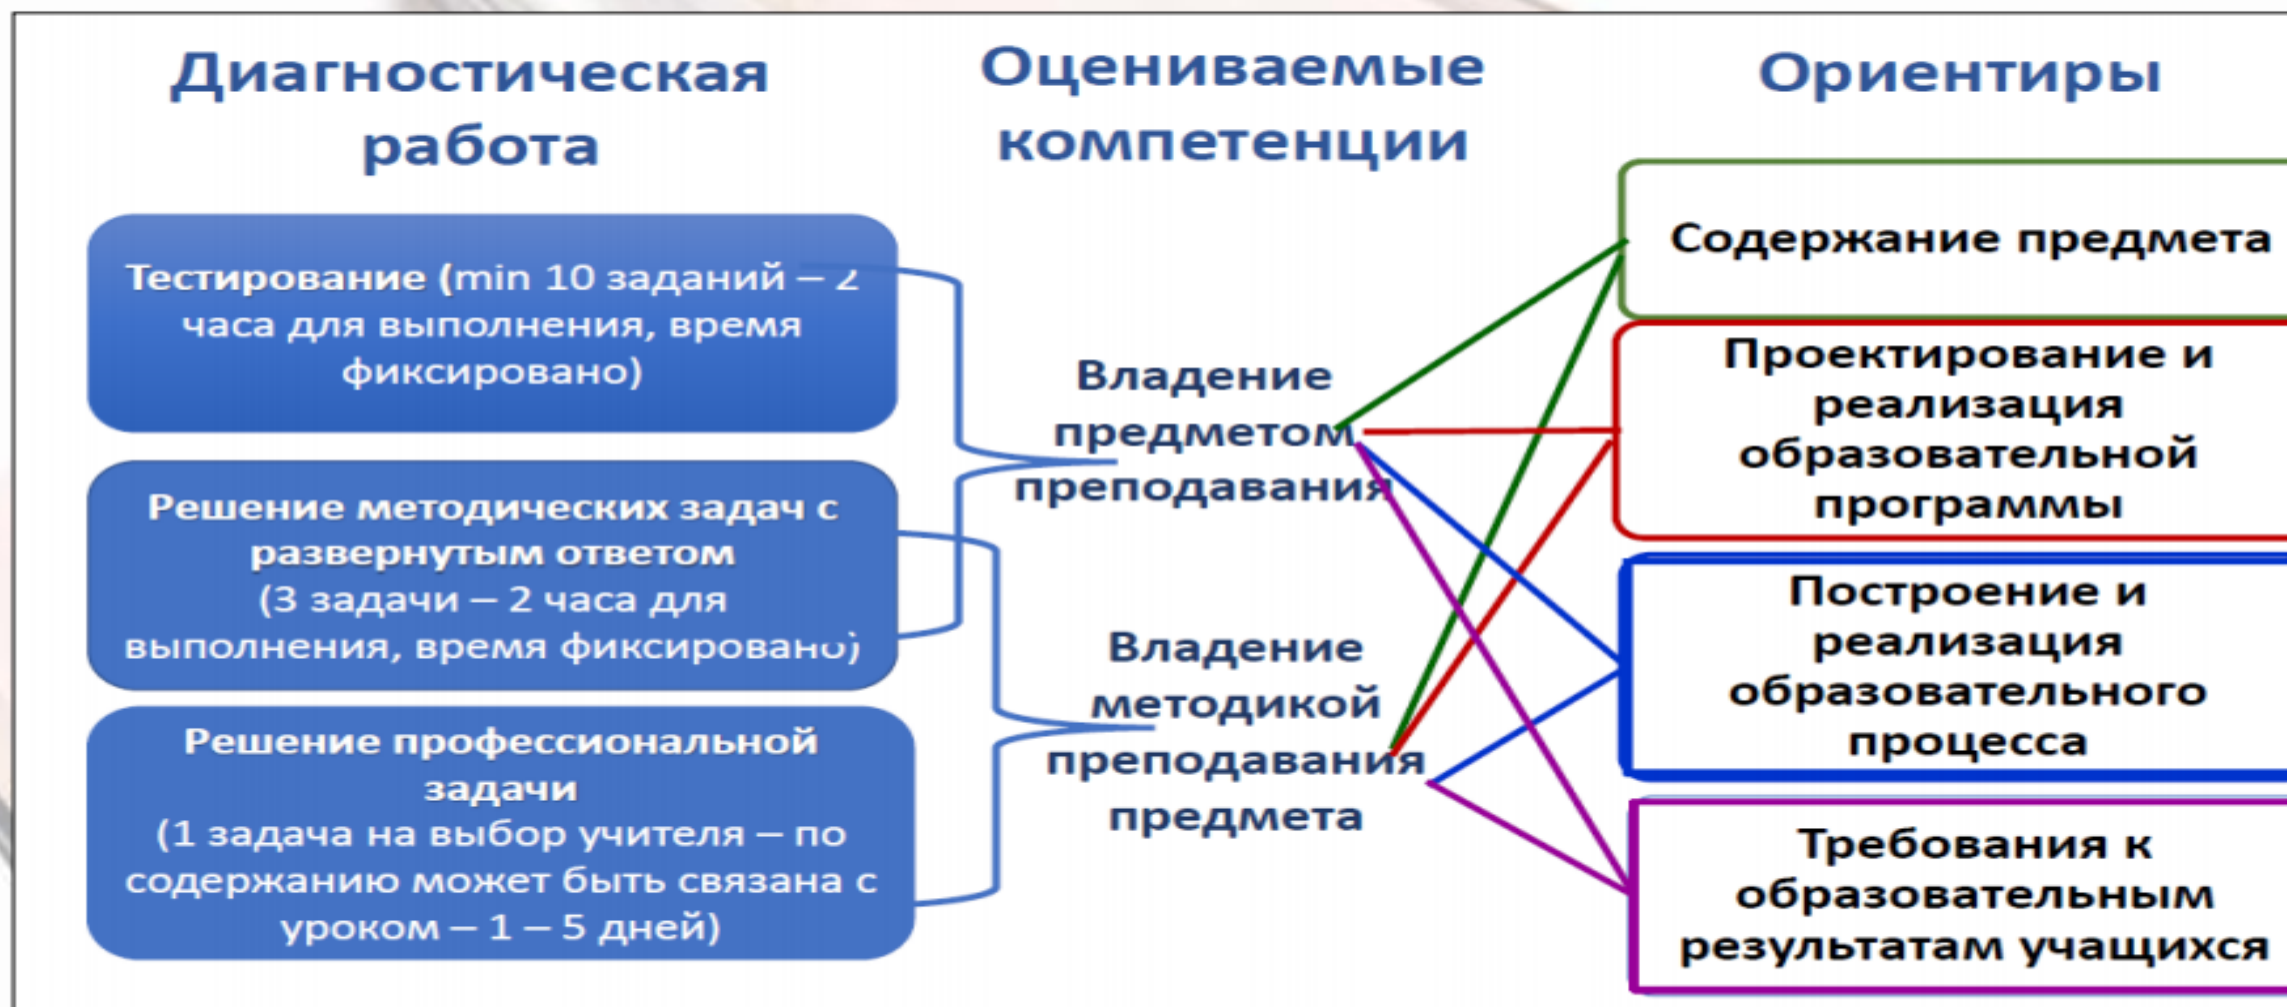 Диагностическая
работа
Тестирование (min 10 заданий – 2
часа для выполнения, время
фиксировано)
Решение методических задач с
развернутым ответом
(3 задачи – 2 часа для
выполнения, время фиксировано)
Решение профессиональной
задачи
(1 задача на выбор учителя – по
содержанию может быть связана с
уроком – 1 – 5 дней)
Оцениваемые
компетенции
Владение
предметом
преподавания
Владение
методикой
преподавания
предмета
Ориентиры
Содержание предмета
Проектирование и
реализация
образовательной
программы
Построение и
реализация
образовательного
процесса
Требования к
образовательным
результатам учащихся